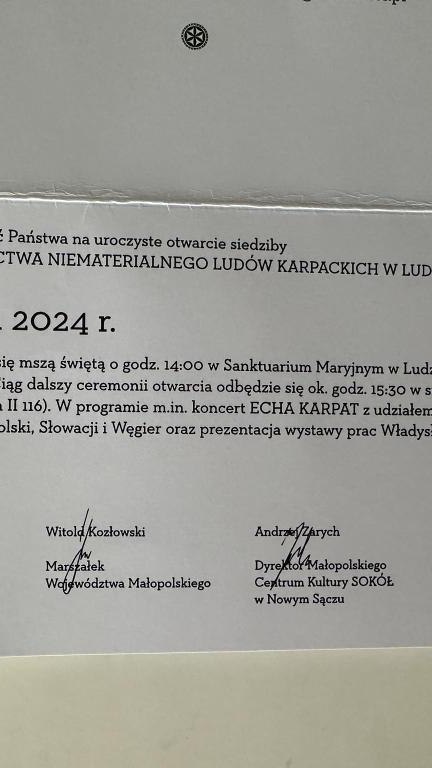 Państwa na uroczyste otwarcie siedziby
NIEMATERIALNEGO LUDÓW KARPACKICH W LUD
2024 r.
się mszą świętą o godz. 14:00 w Sanktuarium Maryjnym w Ludź
iąg dalszy ceremonii otwarcia odbędzie się ok. godz. 15:30 w
II 116). W programie m.in. koncert ECHA KARPAT z udziałem
olski, Słowacji i Węgier oraz prezentacja wystawy prac Władysł
Witold Kozłowski
Andrzej Zarych
Marszałek
Województwa Małopolskiego
Dyrektor Małopolskiego
Centrum Kultury SOKÓŁ
w Nowym Sączu